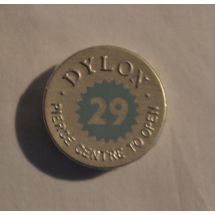 · DYLON ·
29
PIERCE CENTRE TO OPEN